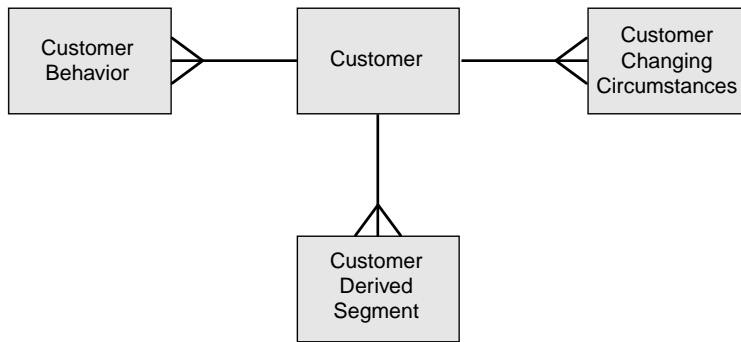 Customer
Behavior
Customer
Customer
Changing
Circumstances
Customer
Derived
Segment